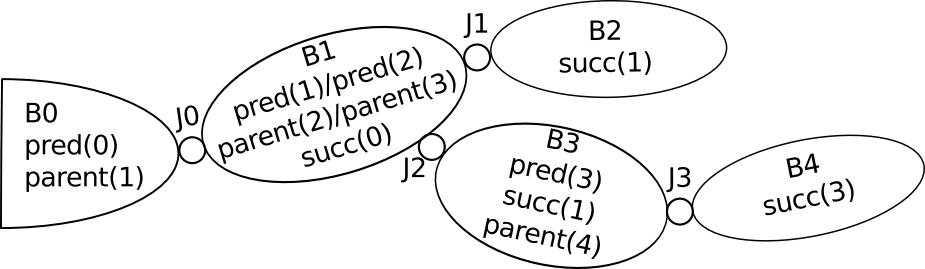 B0
pred(0)
parent(1)
J0
B1
pred(1)/pred(2)
parent(2)/parent(3)
succ(0)
J1
B2
succ(1)
J2
B3
pred(3)
succ(1)
parent(4)
J3
B4
succ(3)